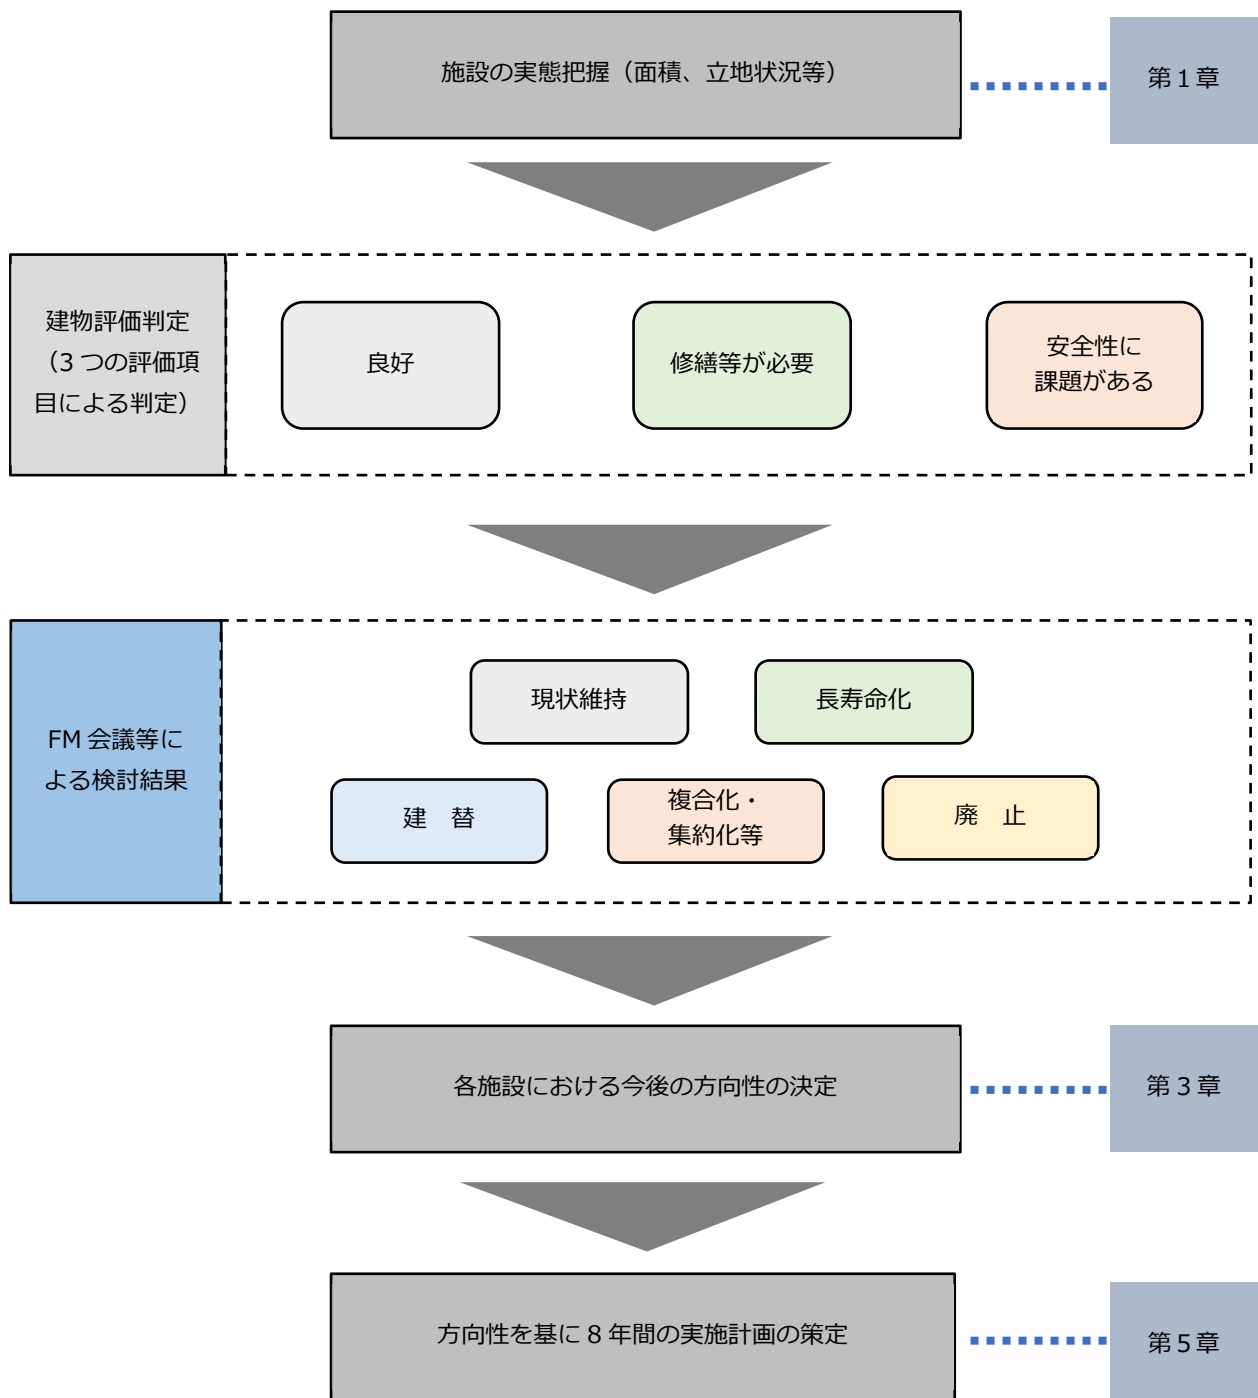 施設の実態把握（面積、立地状況等）
第１章
建物評価判定
（3 つの評価項
目による判定）
良好
修繕等が必要
安全性に
課題がある
FM 会議等に
よる検討結果
現状維持
長寿命化
建　替
複合化・
集約化等
廃　止
各施設における今後の方向性の決定
第３章
方向性を基に 8 年間の実施計画の策定
第５章